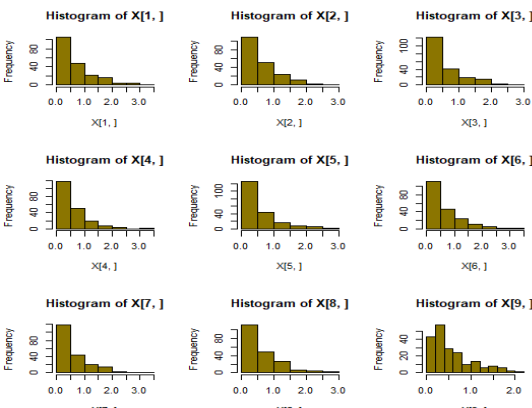 Histogram of X[1, ]
Histogram of X[2, ]
Histogram of X[3, ]
Frequency
0 40 80
0.0 1.0 2.0 3.0
X[1, ]
Frequency
0 40 80
0.0 1.0 2.0 3.0
X[2, ]
Frequency
0 40 80 100
0.0 1.0 2.0 3.0
X[3, ]
Histogram of X[4, ]
Histogram of X[5, ]
Histogram of X[6, ]
Frequency
0 40 80
0.0 1.0 2.0 3.0
X[4, ]
Frequency
0 40 100
0.0 1.0 2.0 3.0
X[5, ]
Frequency
0 40 80
0.0 1.0 2.0 3.0
X[6, ]
Histogram of X[7, ]
Histogram of X[8, ]
Histogram of X[9, ]
Frequency
0 40 80
0.0 1.0 2.0 3.0
Frequency
0 40 80
0.0 1.0 2.0 3.0
Frequency
0 20 40
0.0 1.0 2.0